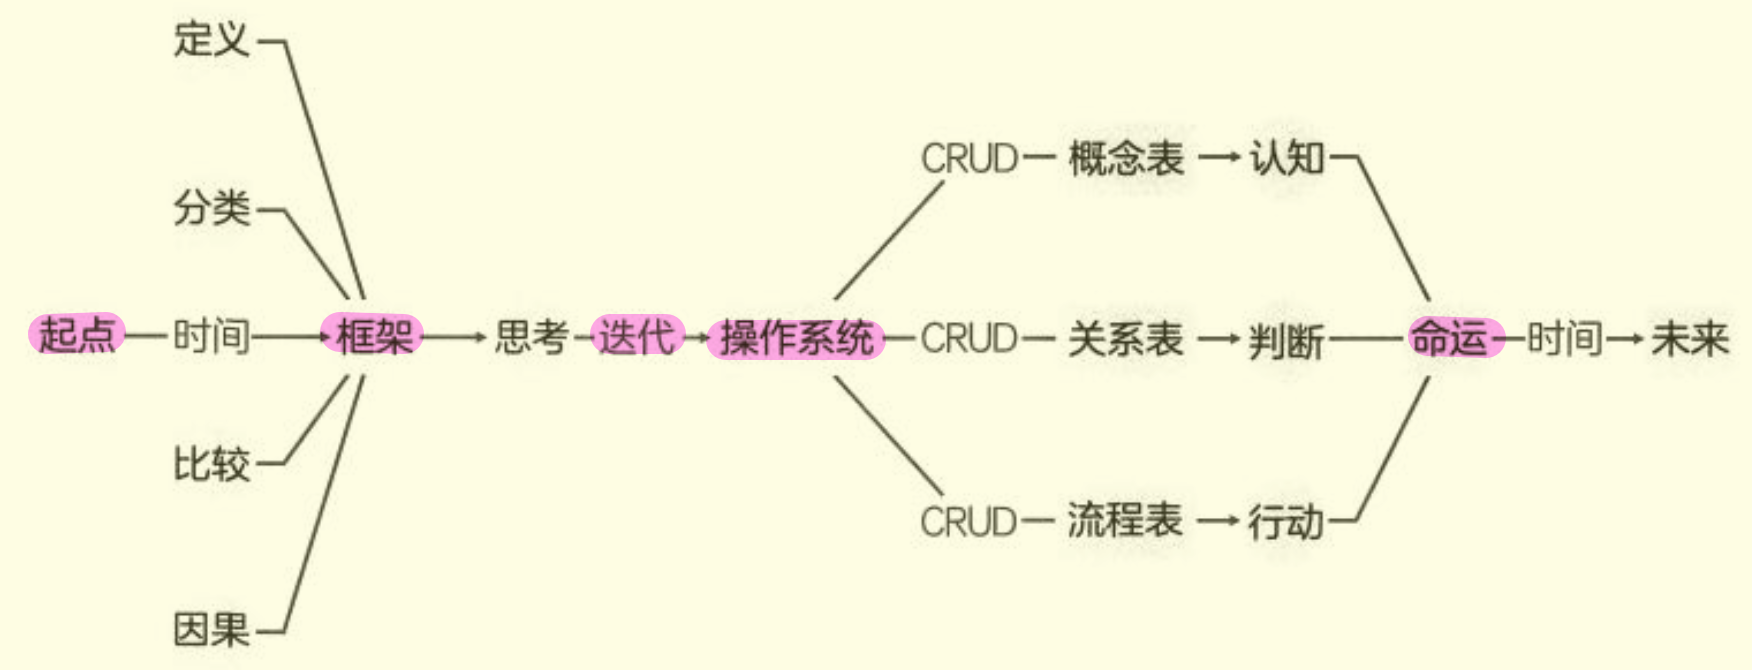 定义
分类
CRUD 概念表 认知
起点 时间 框架 思考 迭代 操作系统 CRUD 关系表 判断 命运 时间 未来
比较
CRUD 流程表 行动
因果